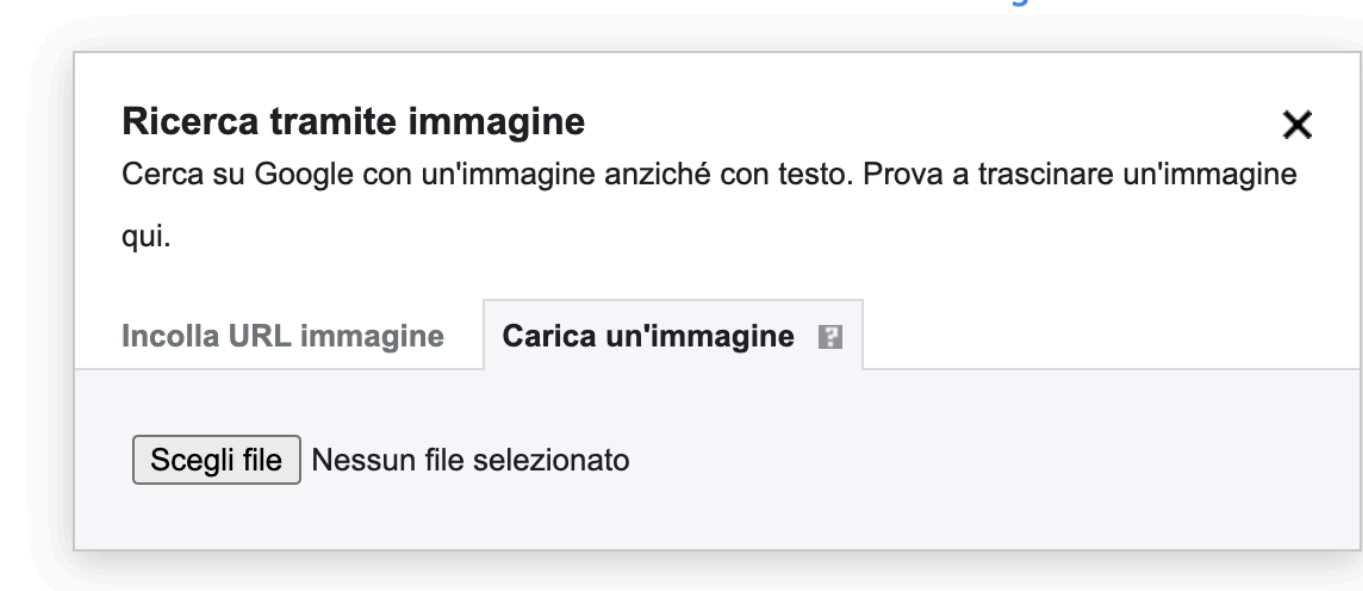 Ricerca tramite immagine
Cerca su Google con un'immagine anziché con testo. Prova a trascinare un'immagine
qui.
Incolla URL immagine Carica un'immagine ?
Scegli file Nessun file selezionato